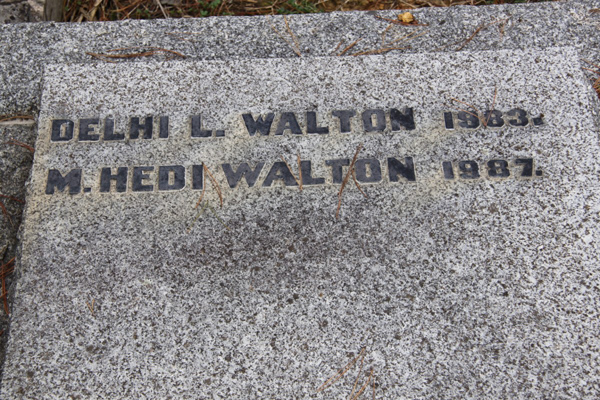 DELHI L. WALTON 1983.
M. HEDI WALTON 1987.